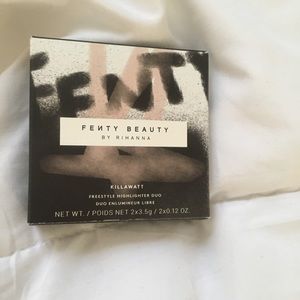 FENTY
FENTY BEAUTY
BY RIHANNA
KILLAWATT
FREESTYLE HIGHLIGHTER DUO
DUO ENLUMINEUR LIBRE
NET WT. / POIDS NET 2x3.5g / 2x0.12 OZ.